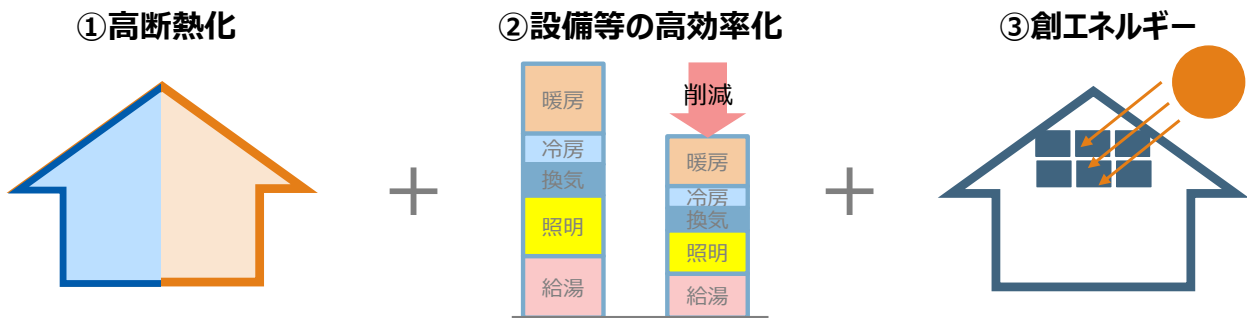 ①高断熱化
②設備等の高効率化
③創エネルギー
暖房
冷房
換気
照明
給湯
削減
暖房
冷房
換気
照明
給湯